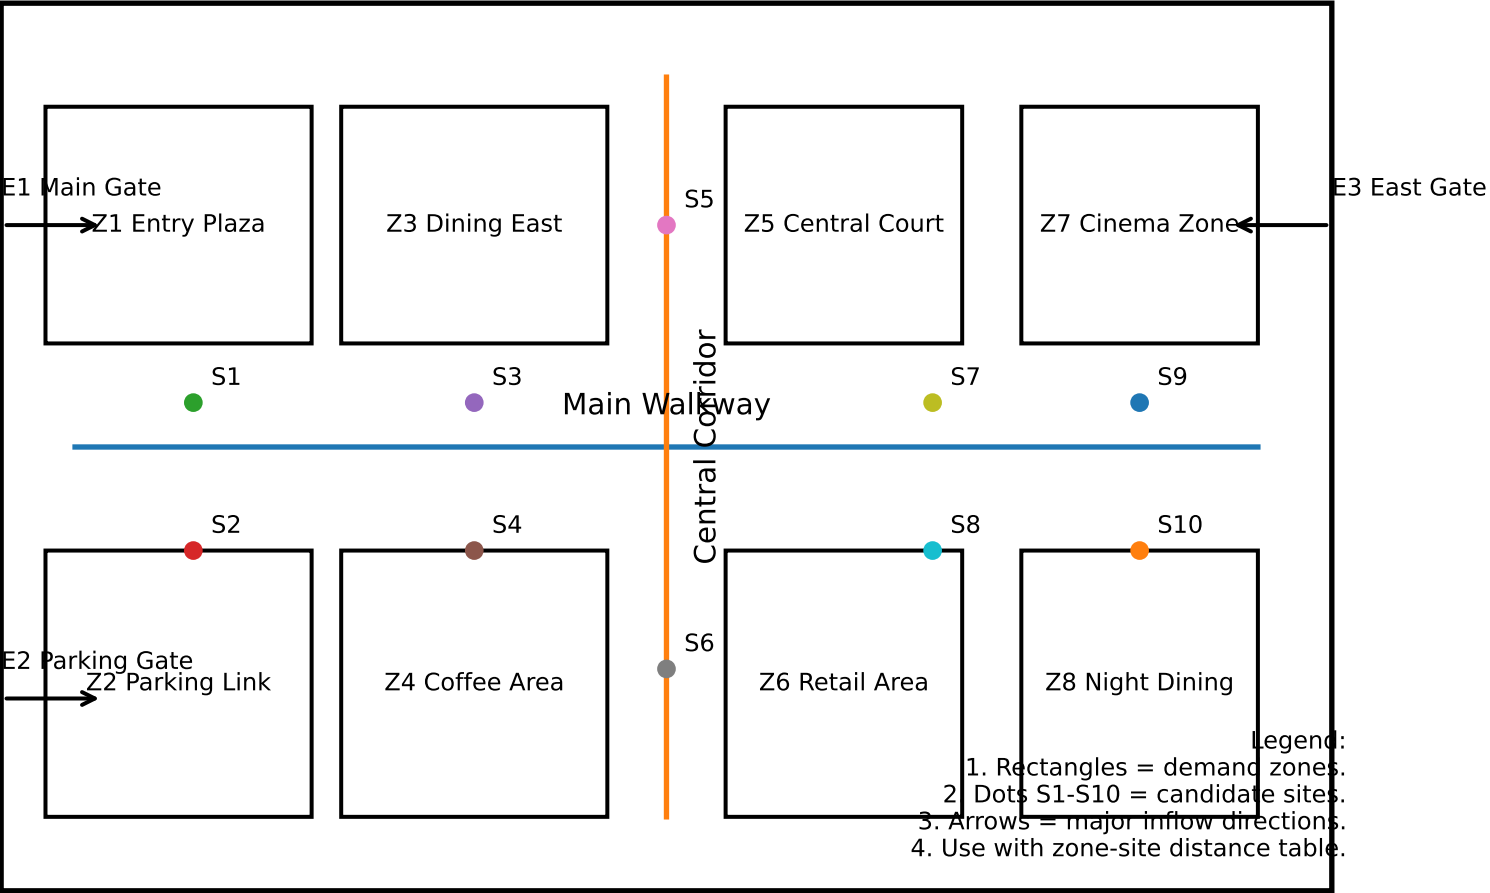 E1 Main Gate
E3 East Gate
S5
Z1 Entry Plaza
Z3 Dining East
Z5 Central Court
Z7 Cinema Zone
S1
S3
S7
S9
Main Walkway
Central Corridor
S2
S4
S8
S10
S6
E2 Parking Gate
Z2 Parking Link
Z4 Coffee Area
Z6 Retail Area
Z8 Night Dining
Legend:
1. Rectangles = demand zones.
2. Dots S1-S10 = candidate sites.
3. Arrows = major inflow directions.
4. Use with zone-site distance table.